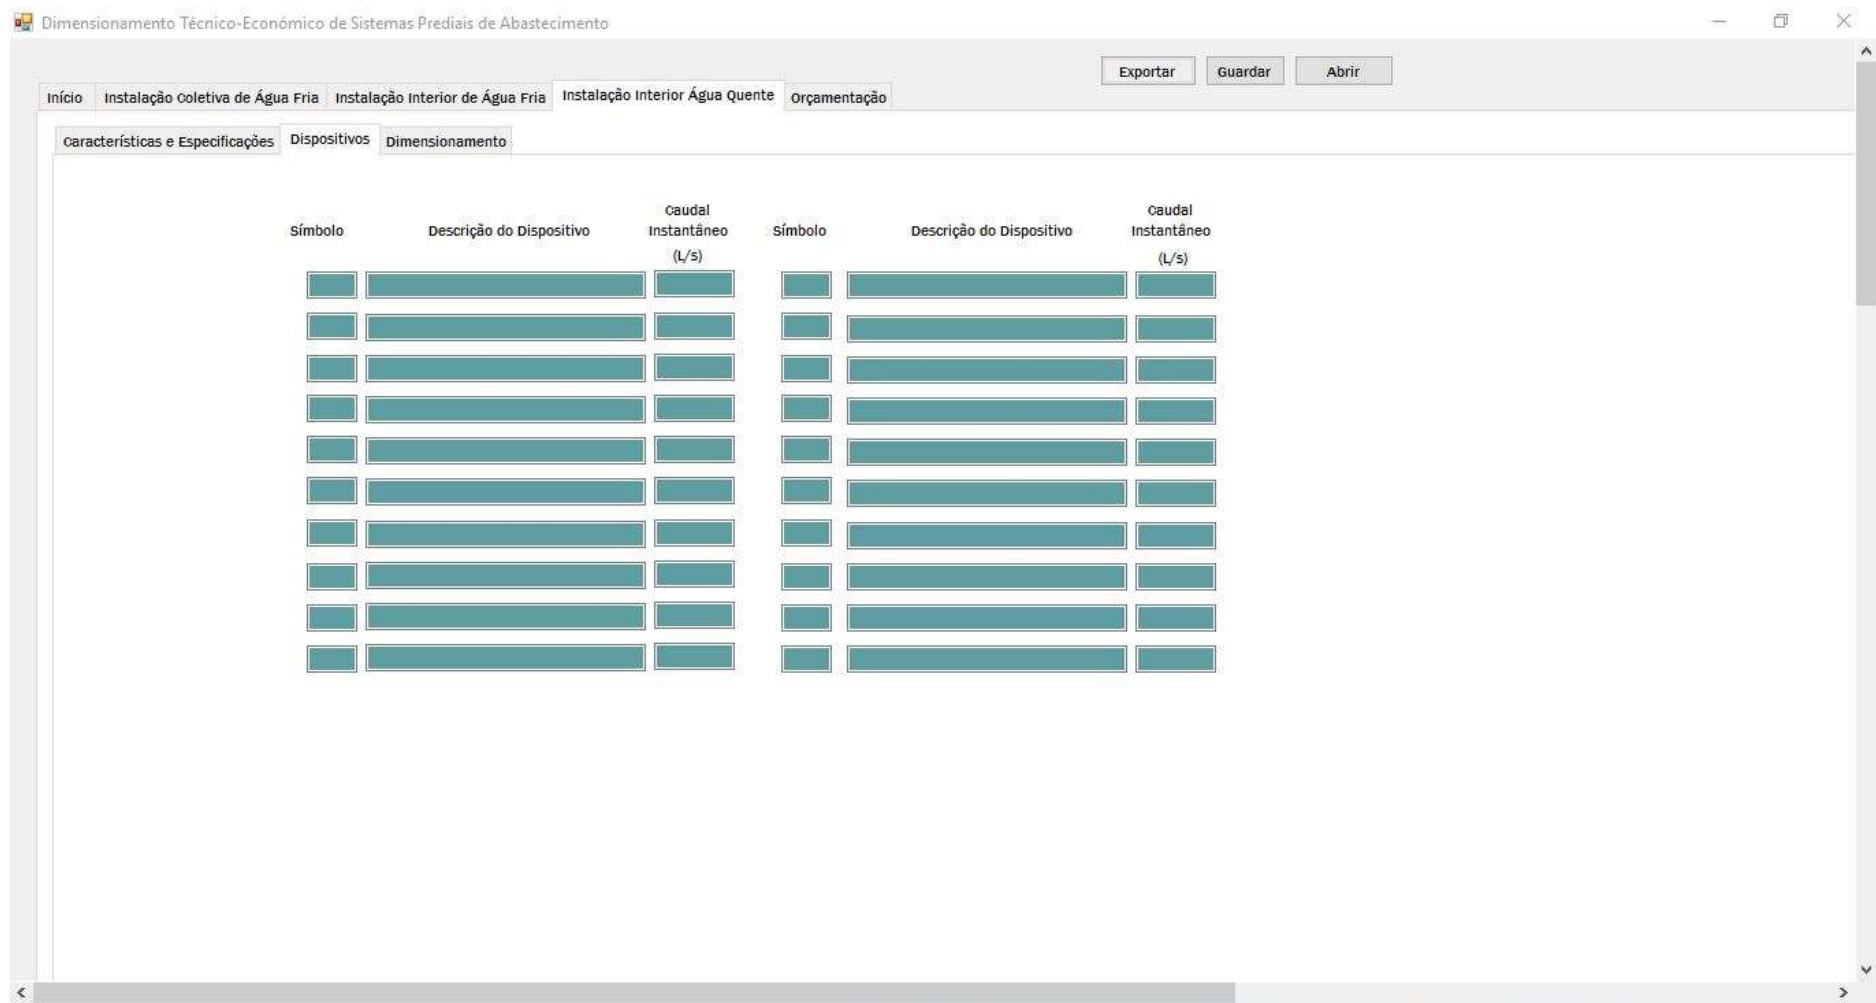 Dimensionamento Técnico-Económico de Sistemas Prediais de Abastecimento
Exportar Guardar Abrir
Início Instalação Coletiva de Água Fria Instalação Interior de Água Fria Instalação Interior Água Quente Orçamentação
Características e Especificações Dispositivos Dimensionamento
Símbolo Descrição do Dispositivo Caudal Instantâneo (L/s) Símbolo Descrição do Dispositivo Caudal Instantâneo (L/s)